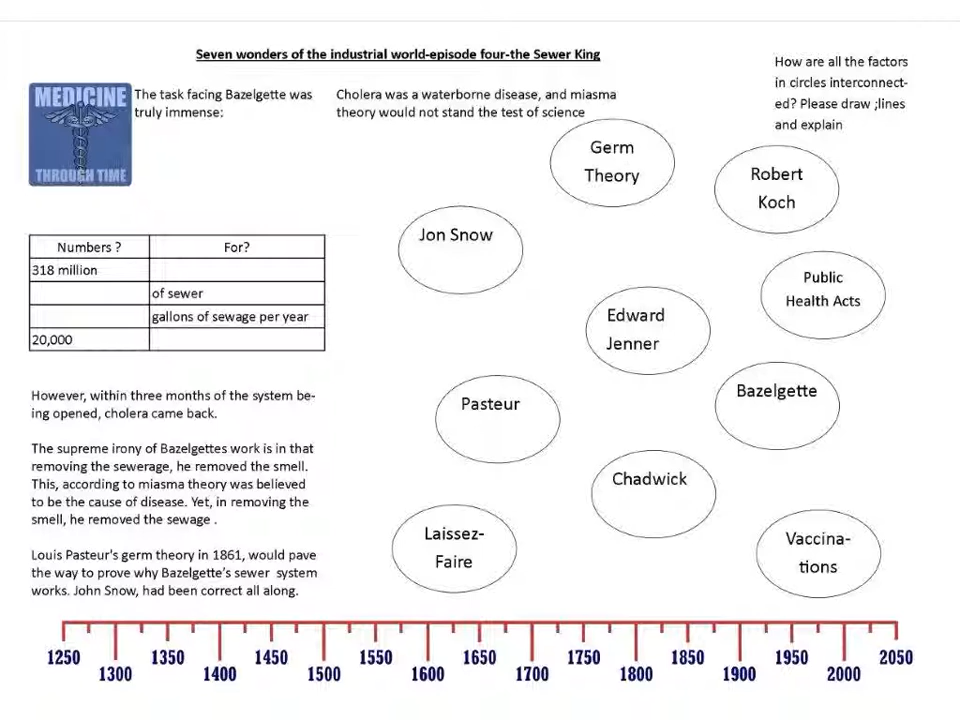 Seven wonders of the industrial world-episode four-the Sewer King
How are all the factors
in circles interconnect-
ed? Please draw ;lines
and explain
MEDICINE
THROUGH TIME
The task facing Bazelgette was
truly immense:
Cholera was a waterborne disease, and miasma
theory would not stand the test of science
Germ
Theory
Robert
Koch
Jon Snow
Public
Health Acts
Edward
Jenner
Bazelgette
Pasteur
Chadwick
Laissez-
Faire
Vaccina-
tions
Numbers ? For?
318 million
of sewer
gallons of sewage per year
20,000
However, within three months of the system be-
ing opened, cholera came back.
The supreme irony of Bazelgettes work is in that
removing the sewerage, he removed the smell.
This, according to miasma theory was believed
to be the cause of disease. Yet, in removing the
smell, he removed the sewage .
Louis Pasteur's germ theory in 1861, would pave
the way to prove why Bazelgette's sewer system
works. John Snow, had been correct all along.
1250 1350 1450 1550 1650 1750 1850 1950 2050
1300 1400 1500 1600 1700 1800 1900 2000